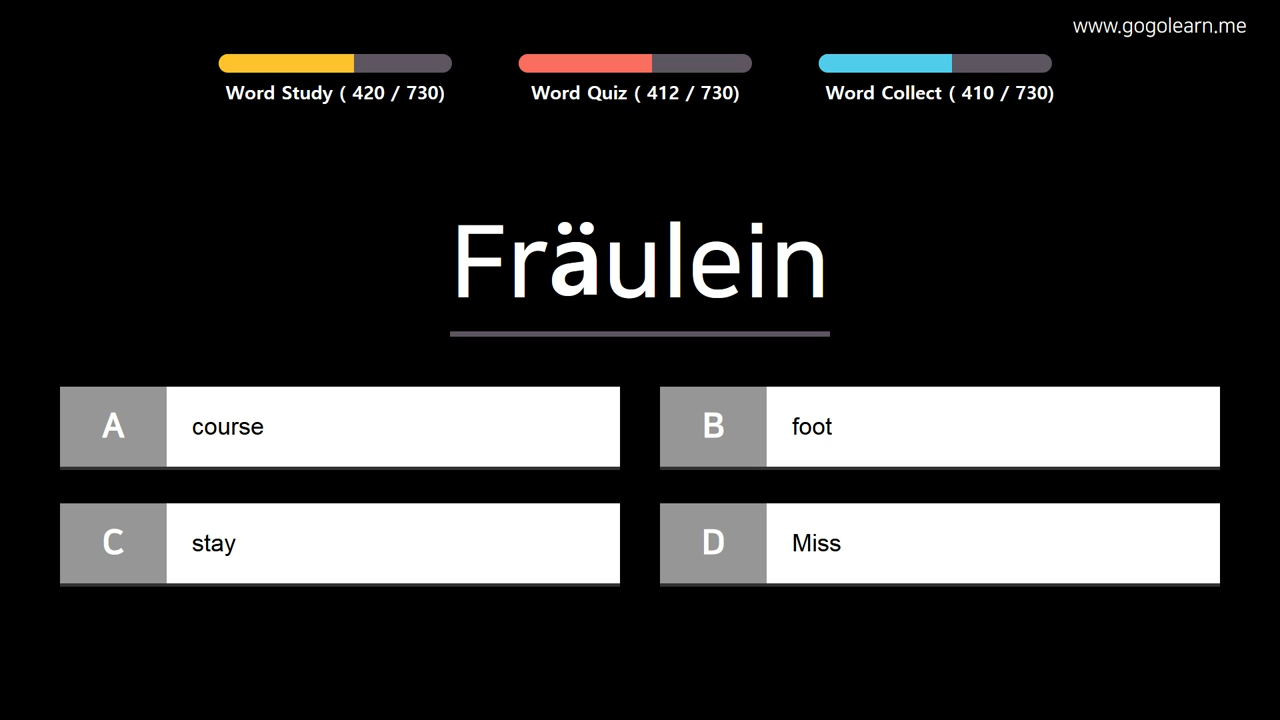 www.gogolearn.me
Word Study ( 420 / 730)
Word Quiz ( 412 / 730)
Word Collect ( 410 / 730)
Fräulein
A course
B foot
C stay
D Miss